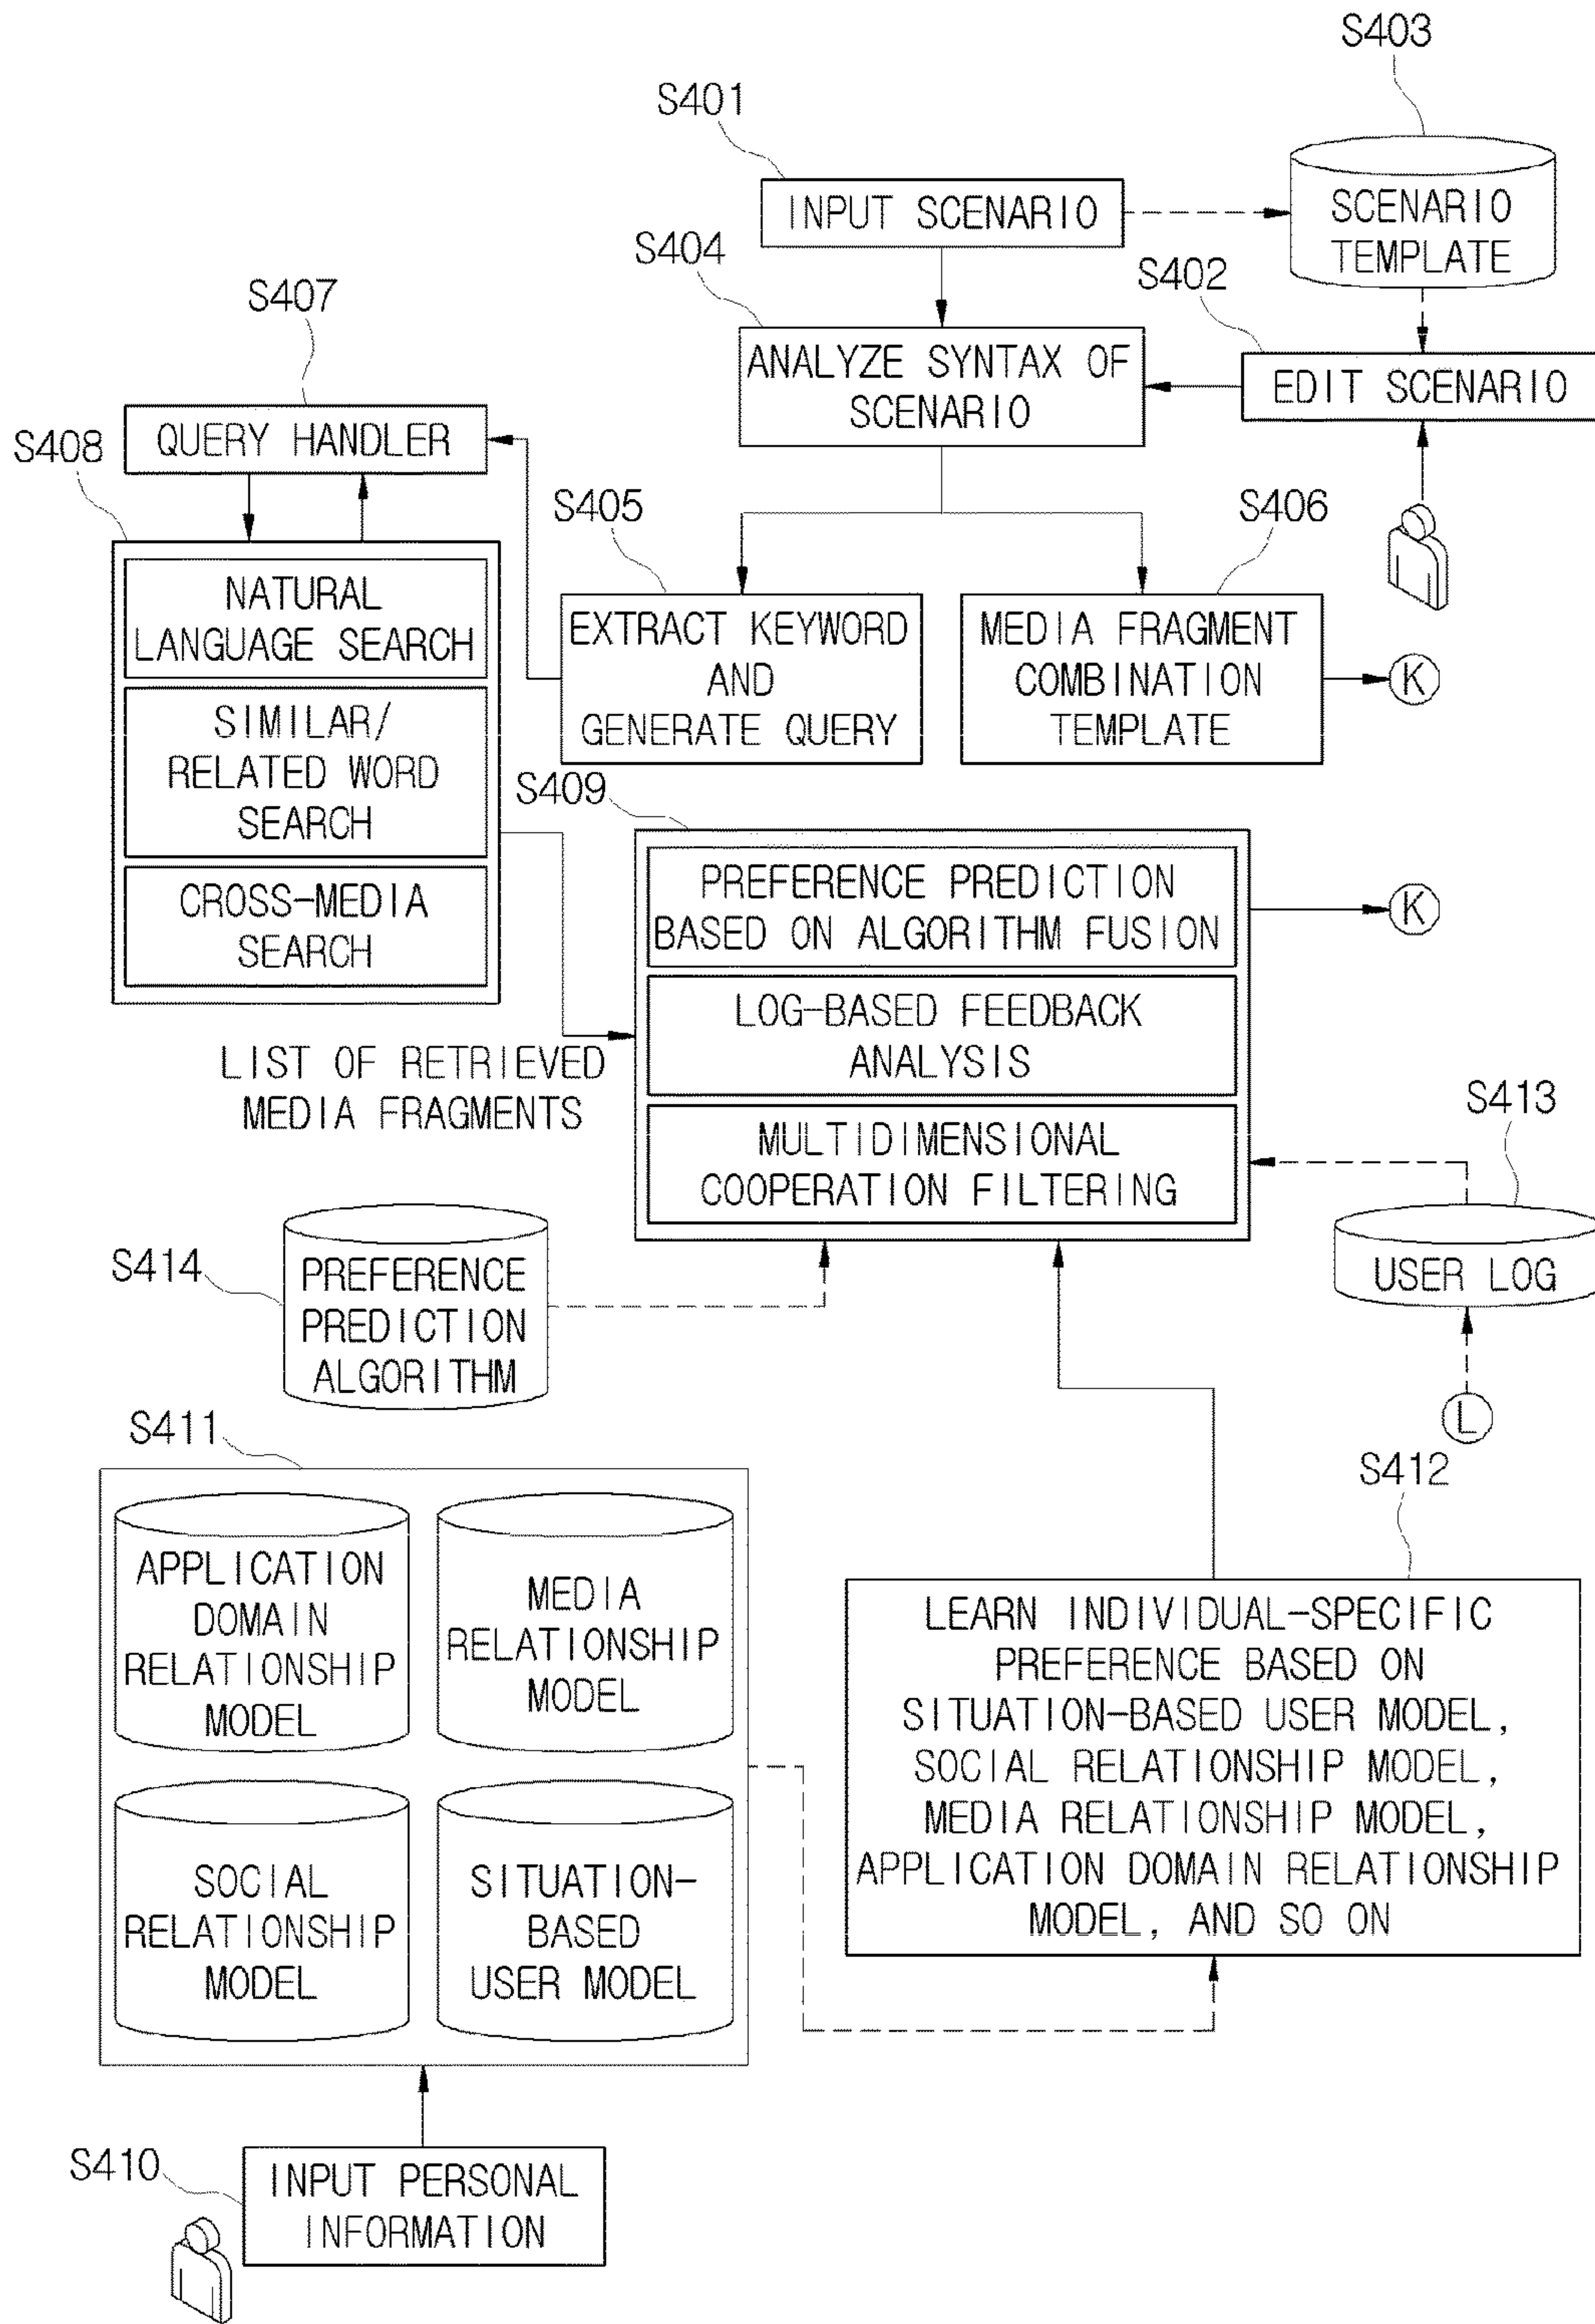 S403
S401
INPUT SCENARIO
SCENARIO
TEMPLATE
S404
S402
S407
ANALYZE SYNTAX OF
SCENARIO
EDIT SCENARIO
QUERY HANDLER
S408
S405
S406
NATURAL
LANGUAGE SEARCH
SIMILAR/
RELATED WORD
SEARCH
CROSS-MEDIA
SEARCH
EXTRACT KEYWORD
AND
GENERATE QUERY
MEDIA FRAGMENT
COMBINATION
TEMPLATE
K
S409
PREFERENCE PREDICTION
BASED ON ALGORITHM FUSION
K
LOG-BASED FEEDBACK
ANALYSIS
MULTIDIMENSIONAL
COOPERATION FILTERING
LIST OF RETRIEVED
MEDIA FRAGMENTS
S413
USER LOG
L
S414
PREFERENCE
PREDICTION
ALGORITHM
S411
APPLICATION
DOMAIN
RELATIONSHIP
MODEL
MEDIA
RELATIONSHIP
MODEL
SOCIAL
RELATIONSHIP
MODEL
SITUATION-
BASED
USER MODEL
S412
LEARN INDIVIDUAL-SPECIFIC
PREFERENCE BASED ON
SITUATION-BASED USER MODEL,
SOCIAL RELATIONSHIP MODEL,
MEDIA RELATIONSHIP MODEL,
APPLICATION DOMAIN RELATIONSHIP
MODEL, AND SO ON
S410
INPUT PERSONAL
INFORMATION